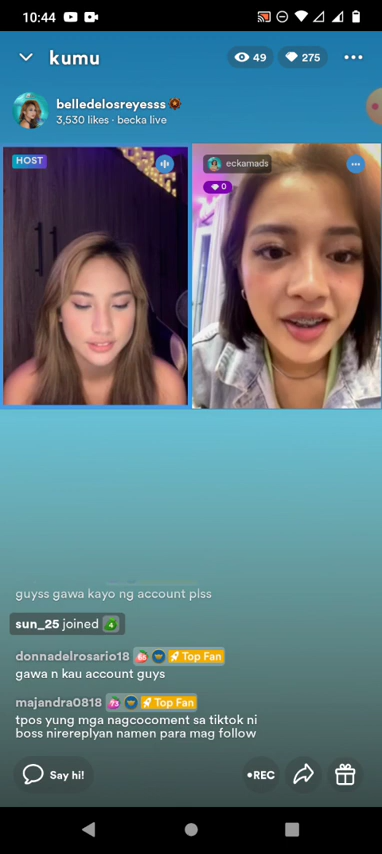 10:44
kumu
49
275
belledelosreyesss
3,530 likes · becka live
HOST
eckamads
0
guyss gawa kayo ng account plss
sun_25 joined 4
donnadelrosario18 Top Fan
gawa n kau account guys
majandra0818 73 Top Fan
tpos yung mga nagcocoment sa tiktok ni
boss nirereplyan namen para mag follow
Say hi!
•REC